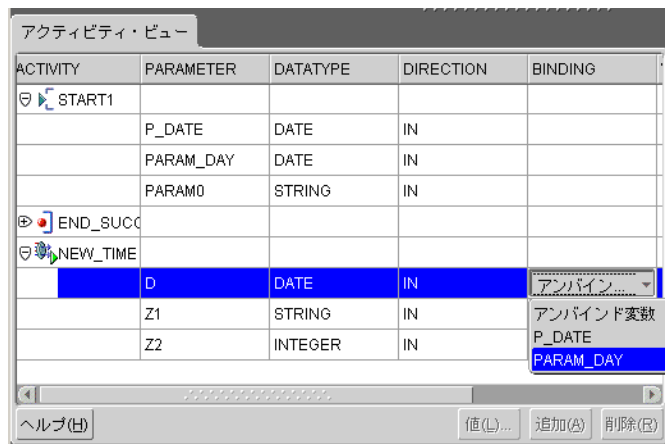 アクティビティ・ビュー
ACTIVITY PARAMETER DATATYPE DIRECTION BINDING
START1
P_DATE DATE IN
PARAM_DAY DATE IN
PARAM0 STRING IN
END_SUCC
NEW_TIME
D DATE IN アンバイン...
Z1 STRING IN アンバインド変数
Z2 INTEGER IN P_DATE
PARAM_DAY
ヘルプ(H) 値(L)... 追加(A) 削除(R)